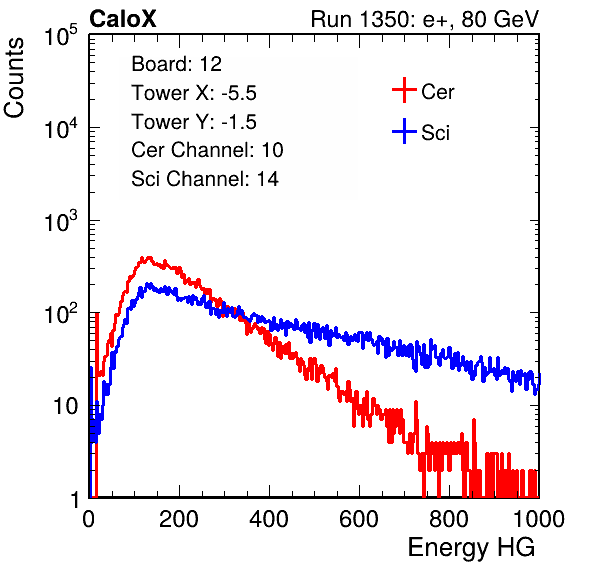 CaloX Run 1350: e+, 80 GeV
Counts
Board: 12
Tower X: -5.5
Tower Y: -1.5
Cer Channel: 10
Sci Channel: 14
Cer
Sci
10^5
10^4
10^3
10^2
10
1
0 200 400 600 800 1000
Energy HG